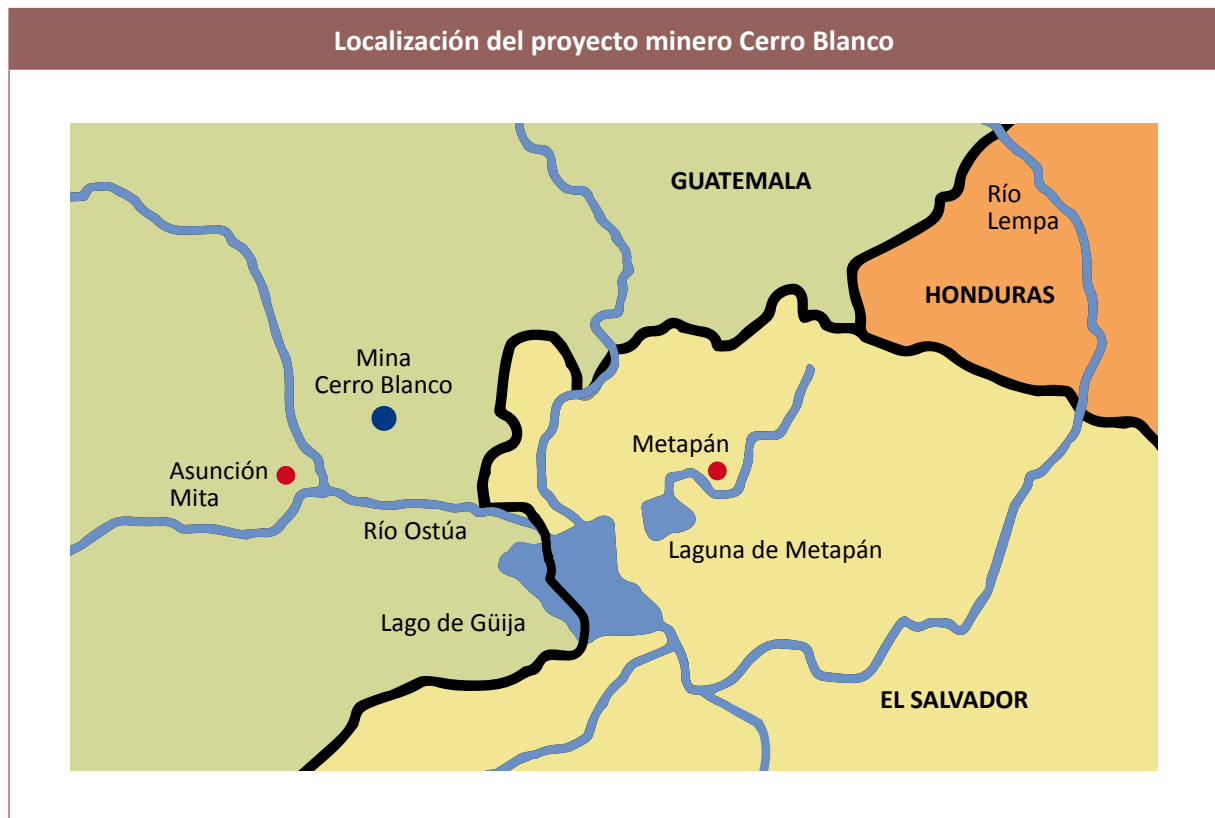 Localización del proyecto minero Cerro Blanco
GUATEMALA
Río
Lempa
HONDURAS
Mina
Cerro Blanco
Metapán
Asunción
Mita
Río Ostúa
Laguna de Metapán
Lago de Güija
EL SALVADOR